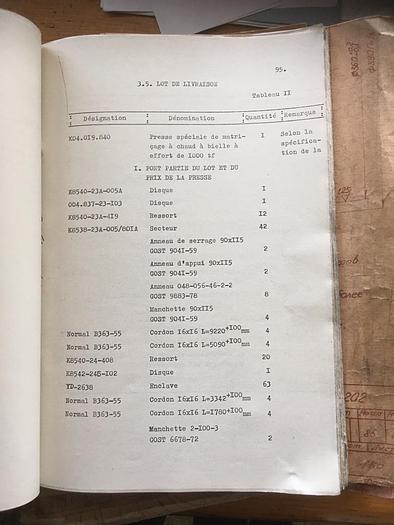 95.
3.5. LOT DE LIVRAISON
Tableau II
Désignation : Dénomination : Quantité : Remarque
K04.0I9.840 Presse spéciale de matri- I Selon la
çage à chaud à bielle à spécifica-
effort de I000 tf tion de la
I. FONT PARTIE DU LOT ET DU
PRIX DE LA PRESSE
K8540-23A-005A Disque I
004.837-23-I03 Disque I
K8540-23A-4I9 Ressort I2
K8538-23A-005/80IA Secteur 42
Anneau de serrage 90xII5
GOST 904I-59 2
Anneau d'appui 90xII5
GOST 904I-59 2
Anneau 048-056-46-2-2
GOST 9883-78 8
Manchette 90xII5
GOST 904I-59 4
Normal B363-55 Cordon I6xI6 L=9220+I00mm 4
Normal B363-55 Cordon I6xI6 L=5090+I00mm 4
K8540-24-408 Ressort 20
K8542-24Б-I02 Disque I
YD-2638 Enclave 63
Normal B363-55 Cordon I6xI6 L=3342+I00mm 4
Normal B363-55 Cordon I6xI6 L=I780+I00mm 4
Manchette 2-I00-3
GOST 6678-72 2